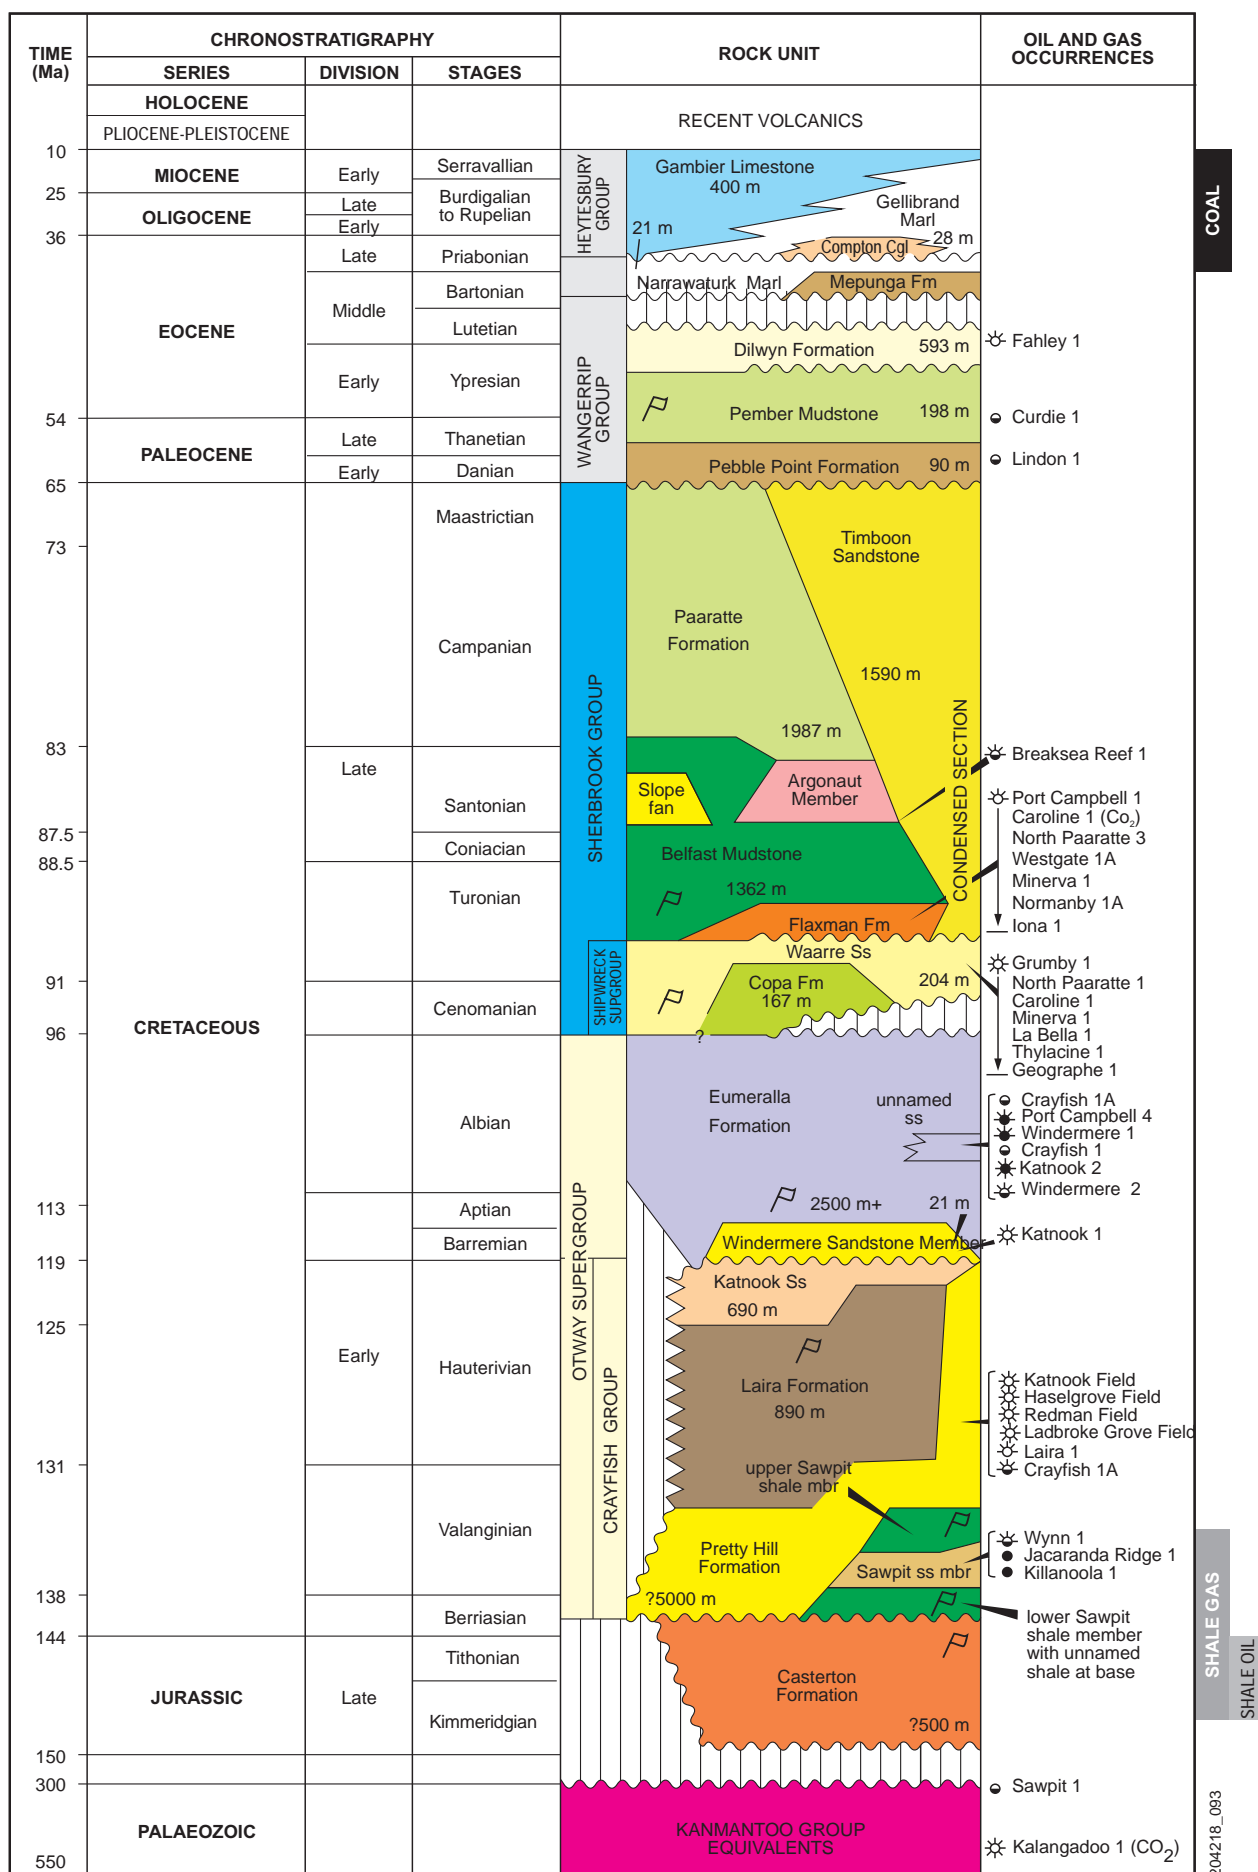 TIME
(Ma)
CHRONOSTRATIGRAPHY
SERIES
DIVISION
STAGES
ROCK UNIT
OIL AND GAS
OCCURRENCES
HOLOCENE
PLIOCENE-PLEISTOCENE
RECENT VOLCANICS
10
MIOCENE
Early
Serravallian
25
OLIGOCENE
Late
Early
Burdigalian
to Rupelian
36
HEYTESBURY
GROUP
Gambier Limestone
400 m
Gellibrand
Marl
21 m
28 m
Compton Cgl
COAL
EOCENE
Late
Priabonian
Narrawaturk Marl
Mepunga Fm
Middle
Bartonian
Lutetian
Early
Ypresian
WANGERRIP
GROUP
Dilwyn Formation
593 m
Fahley 1
Pember Mudstone
198 m
Curdie 1
54
PALEOCENE
Late
Thanetian
Early
Danian
Pebble Point Formation
90 m
Lindon 1
65
Maastrictian
73
Campanian
83
Late
Santonian
87.5
Coniacian
88.5
Turonian
91
Cenomanian
96
CRETACEOUS
SHERBROOK GROUP
SHIPWRECK
SUPGROUP
Timboon
Sandstone
Paaratte
Formation
1590 m
1987 m
CONDENSED SECTION
Argonaut
Member
Slope
fan
Belfast Mudstone
1362 m
Flaxman Fm
Waarre Ss
Copa Fm
167 m
204 m
?
Breaksea Reef 1
Port Campbell 1
Caroline 1 (Co2)
North Paaratte 3
Westgate 1A
Minerva 1
Normanby 1A
Iona 1
Grumby 1
North Paaratte 1
Caroline 1
Minerva 1
La Bella 1
Thylacine 1
Geographe 1
Albian
Eumeralla
Formation
unnamed
ss
Crayfish 1A
Port Campbell 4
Windermere 1
Crayfish 1
Katnook 2
Windermere 2
113
Aptian
2500 m+
21 m
Barremian
Windermere Sandstone Member
Katnook 1
119
OTWAY SUPERGROUP
CRAYFISH GROUP
Katnook Ss
690 m
125
Early
Hauterivian
Laira Formation
890 m
Katnook Field
Haselgrove Field
Redman Field
Ladbroke Grove Field
Laira 1
Crayfish 1A
131
upper Sawpit
shale mbr
Valanginian
Pretty Hill
Formation
Sawpit ss mbr
Wynn 1
Jacaranda Ridge 1
Killanoola 1
138
?5000 m
Berriasian
lower Sawpit
shale member
with unnamed
shale at base
SHALE GAS
SHALE OIL
144
JURASSIC
Late
Tithonian
Kimmeridgian
Casterton
Formation
?500 m
150
300
Sawpit 1
PALAEOZOIC
KANMANTOO GROUP
EQUIVALENTS
Kalangadoo 1 (CO2)
550
204218_093